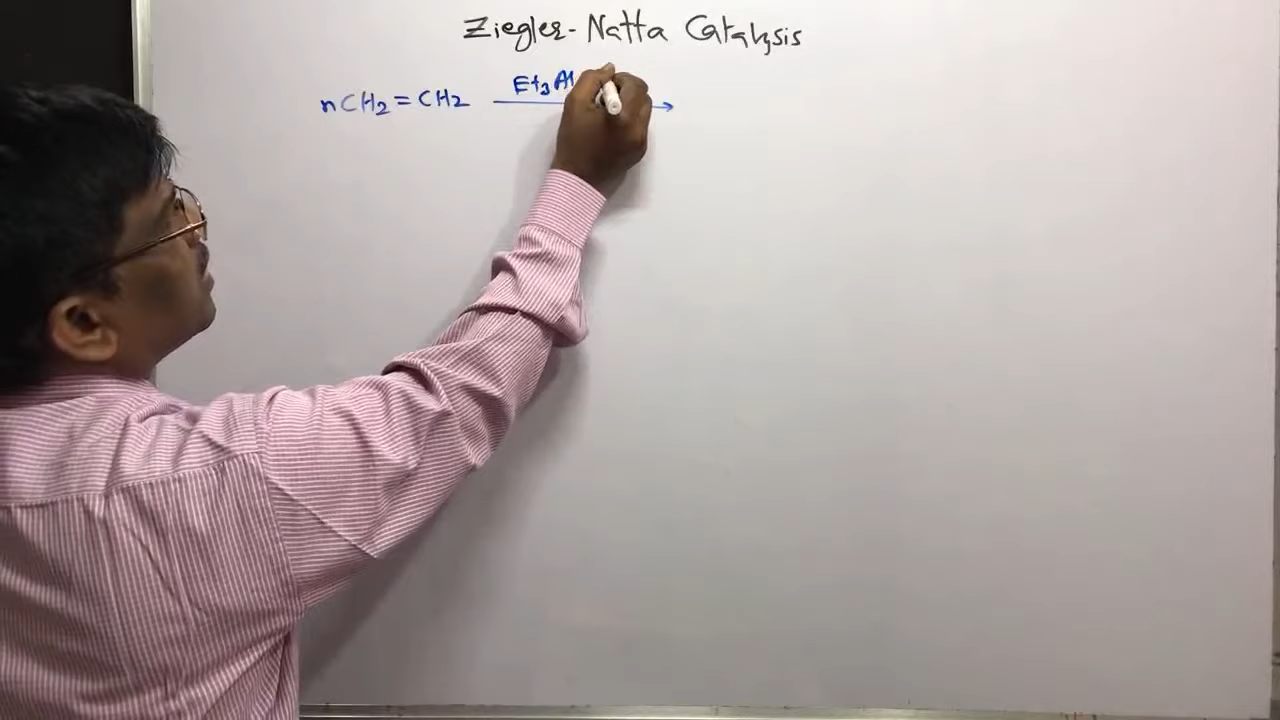 Ziegler-Natta Catalysis
nCH₂=CH₂ Et₃Al →